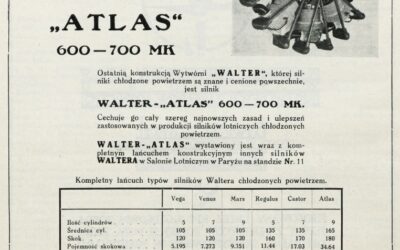 „ATLAS“
600—700 MK
Ostatnią konstrukcją Wytwórni „WALTER“, której sil-
niki chłodzone powietrzem są znane i cenione powszechnie,
jest silnik
WALTER-„ATLAS“ 600—700 MK.
Cechuje go cały szereg najnowszych zasad i ulepszeń
zastosowanych w produkcji silników lotniczych chłodzonych
powietrzem.
WALTER-„ATLAS“ wystawiony jest wraz z kom-
pletnym łańcuchem konstrukcyjnym innych silników
WALTERA w Salonie Lotniczym w Paryżu na standzie Nr. 11
Kompletny łańcuch typów silników Waltera chłodzonych powietrzem.
Vega Venus Mars Regulus Castor Atlas
Ilość cylindrów 5 7 9 5 7 9
Średnica cyl. 105 105 105 135 135 165
Skok 120 120 120 160 170 180
Pojemność skokowa 5.195 7.273 9.351 11.44 17.03 34.64